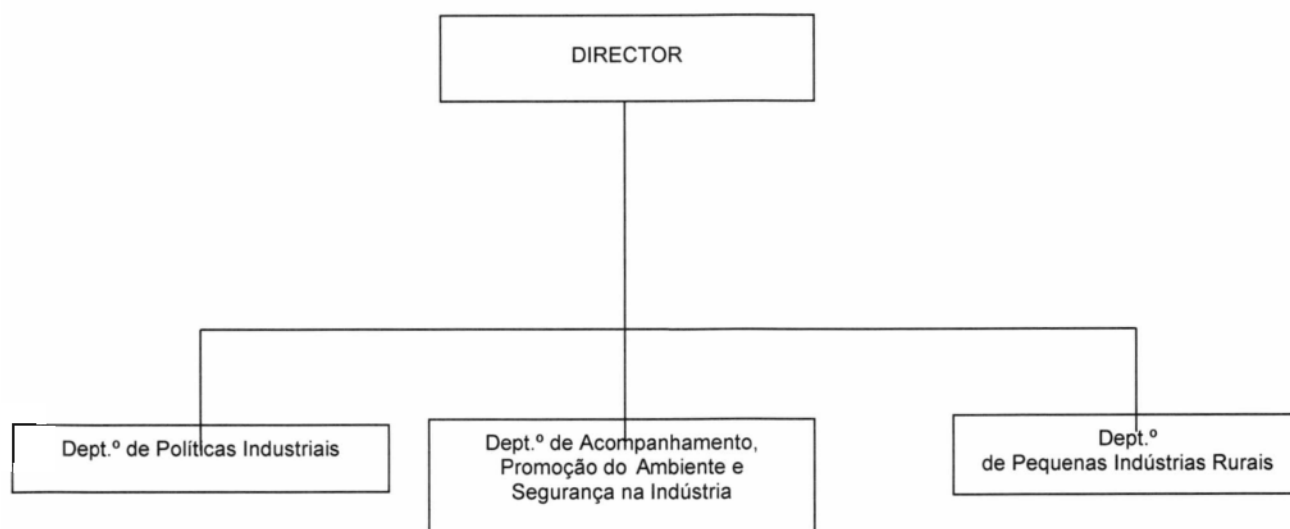 DIRECTOR
Dept.º de Políticas Industriais
Dept.º de Acompanhamento,
Promoção do Ambiente e
Segurança na Indústria
Dept.º
de Pequenas Indústrias Rurais